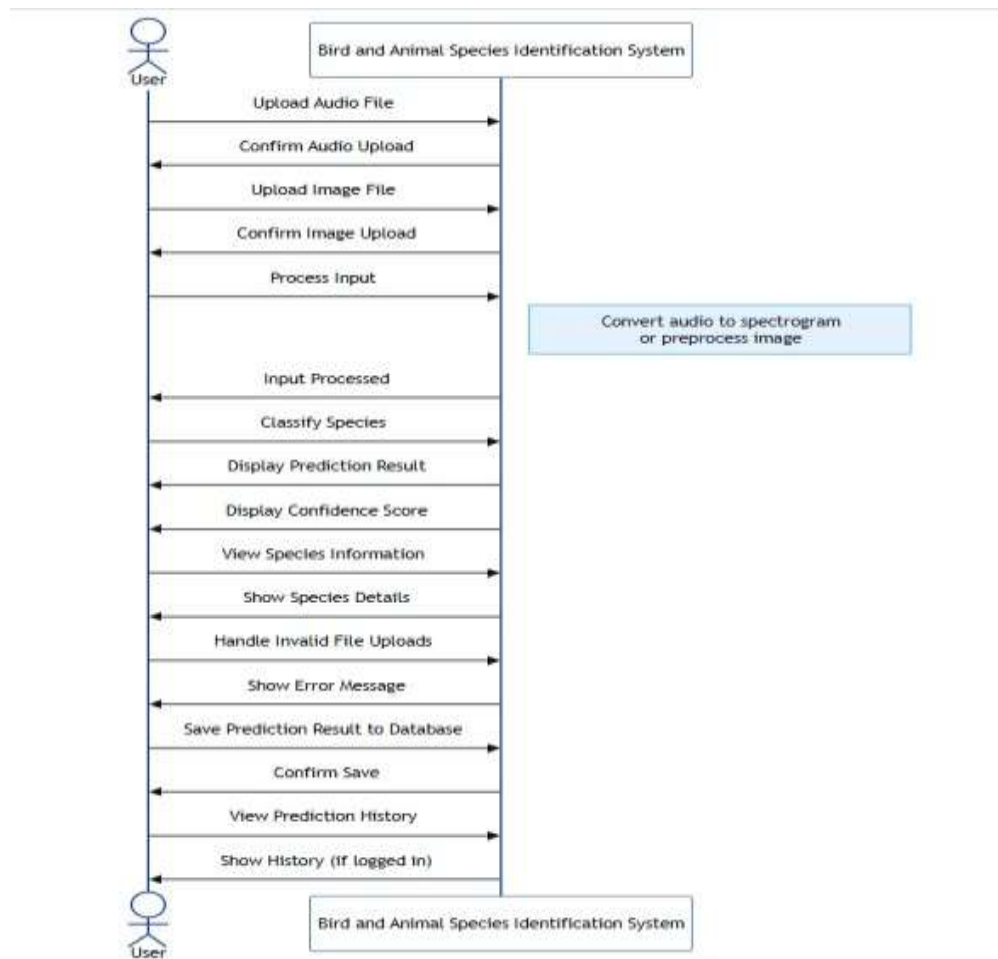 User
Bird and Animal Species Identification System
Upload Audio File
Confirm Audio Upload
Upload Image File
Confirm Image Upload
Process Input
Convert audio to spectrogram
or preprocess image
Input Processed
Classify Species
Display Prediction Result
Display Confidence Score
View Species Information
Show Species Details
Handle Invalid File Uploads
Show Error Message
Save Prediction Result to Database
Confirm Save
View Prediction History
Show History (if logged in)
User
Bird and Animal Species Identification System